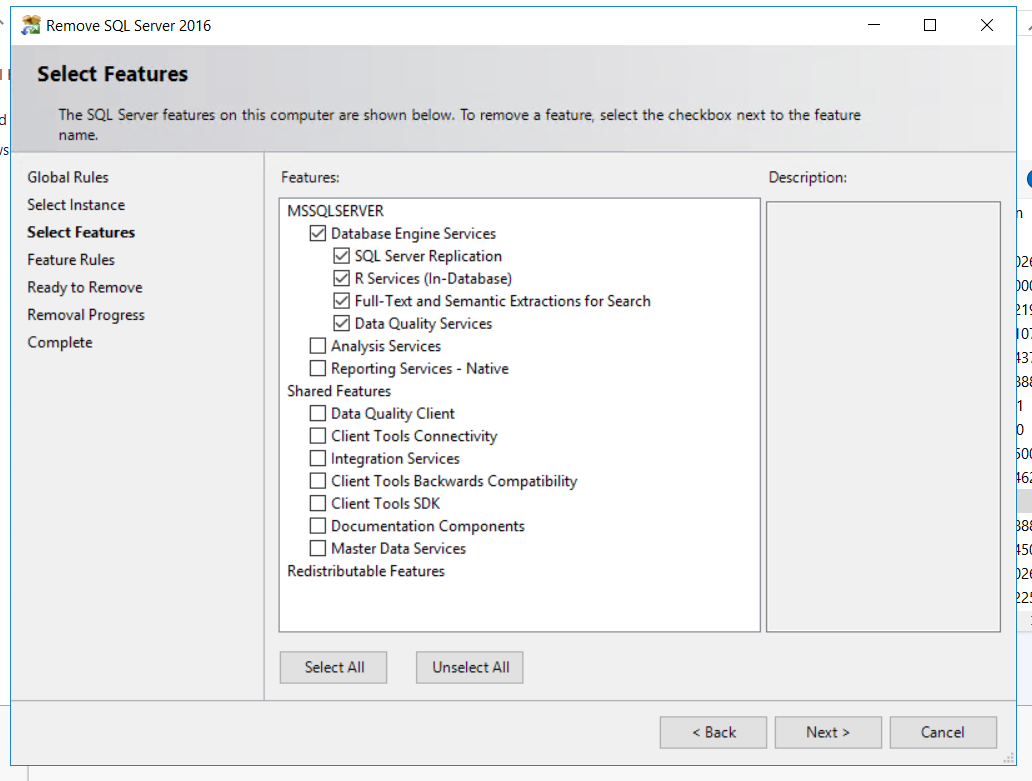 Remove SQL Server 2016
Select Features
The SQL Server features on this computer are shown below. To remove a feature, select the checkbox next to the feature
name.
Global Rules
Select Instance
Select Features
Feature Rules
Ready to Remove
Removal Progress
Complete
Features:
MSSQLSERVER
Database Engine Services
SQL Server Replication
R Services (In-Database)
Full-Text and Semantic Extractions for Search
Data Quality Services
Analysis Services
Reporting Services - Native
Shared Features
Data Quality Client
Client Tools Connectivity
Integration Services
Client Tools Backwards Compatibility
Client Tools SDK
Documentation Components
Master Data Services
Redistributable Features
Description:
Select All
Unselect All
< Back
Next >
Cancel